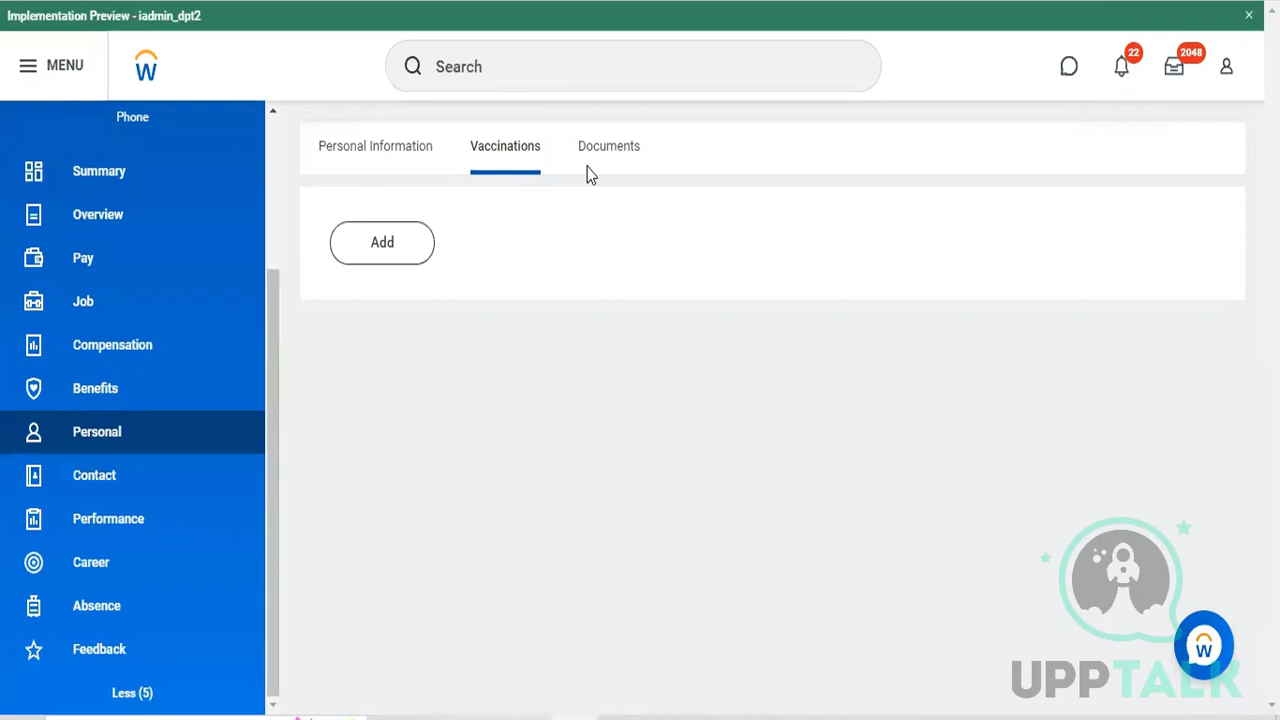 Implementation Preview - iadmin_dpt2
MENU
Search
22
2048
Phone
Summary
Overview
Pay
Job
Compensation
Benefits
Personal
Contact
Performance
Career
Absence
Feedback
Less (5)
Personal Information
Vaccinations
Documents
Add
UPPTALK